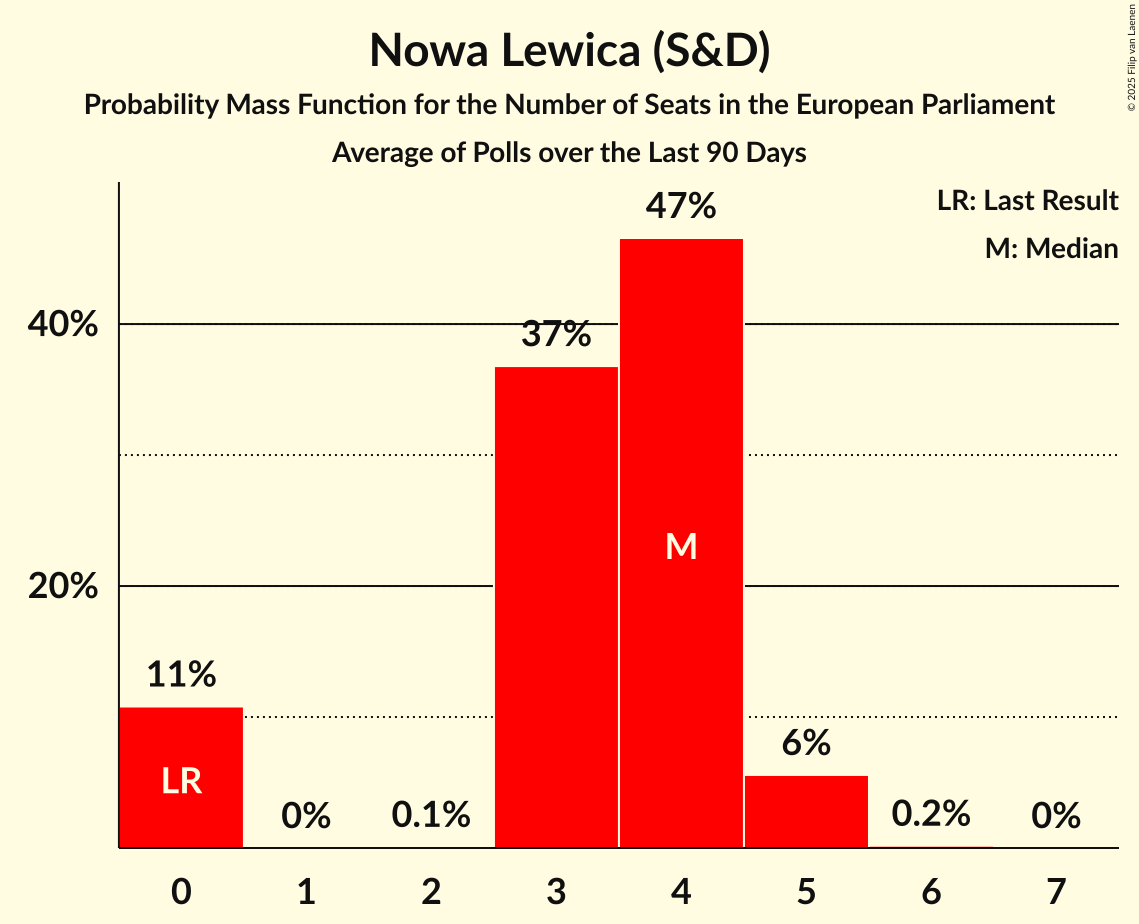 Nowa Lewica (S&D)
Probability Mass Function for the Number of Seats in the European Parliament
Average of Polls over the Last 90 Days
© 2025 Filip van Laenen
LR: Last Result
M: Median
47%
40%
37%
M
20%
11%
6%
LR
0%
0.1%
0.2%
0%
0 1 2 3 4 5 6 7